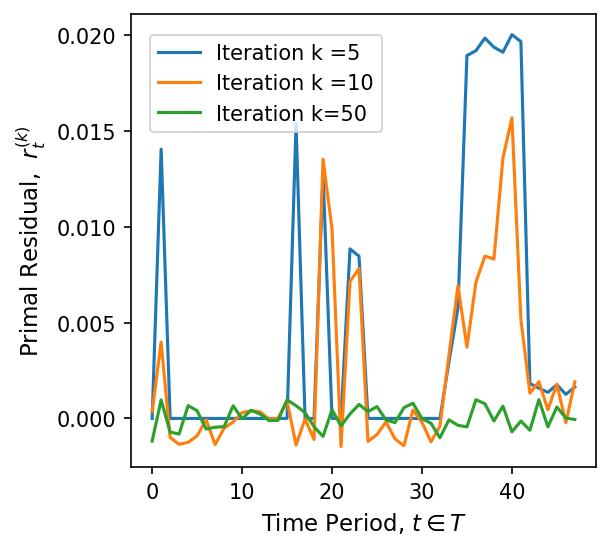 0.020
0.015
0.010
0.005
0.000
Primal Residual, r_t^{(k)}
Iteration k =5
Iteration k =10
Iteration k=50
0 10 20 30 40
Time Period, t ∈ T